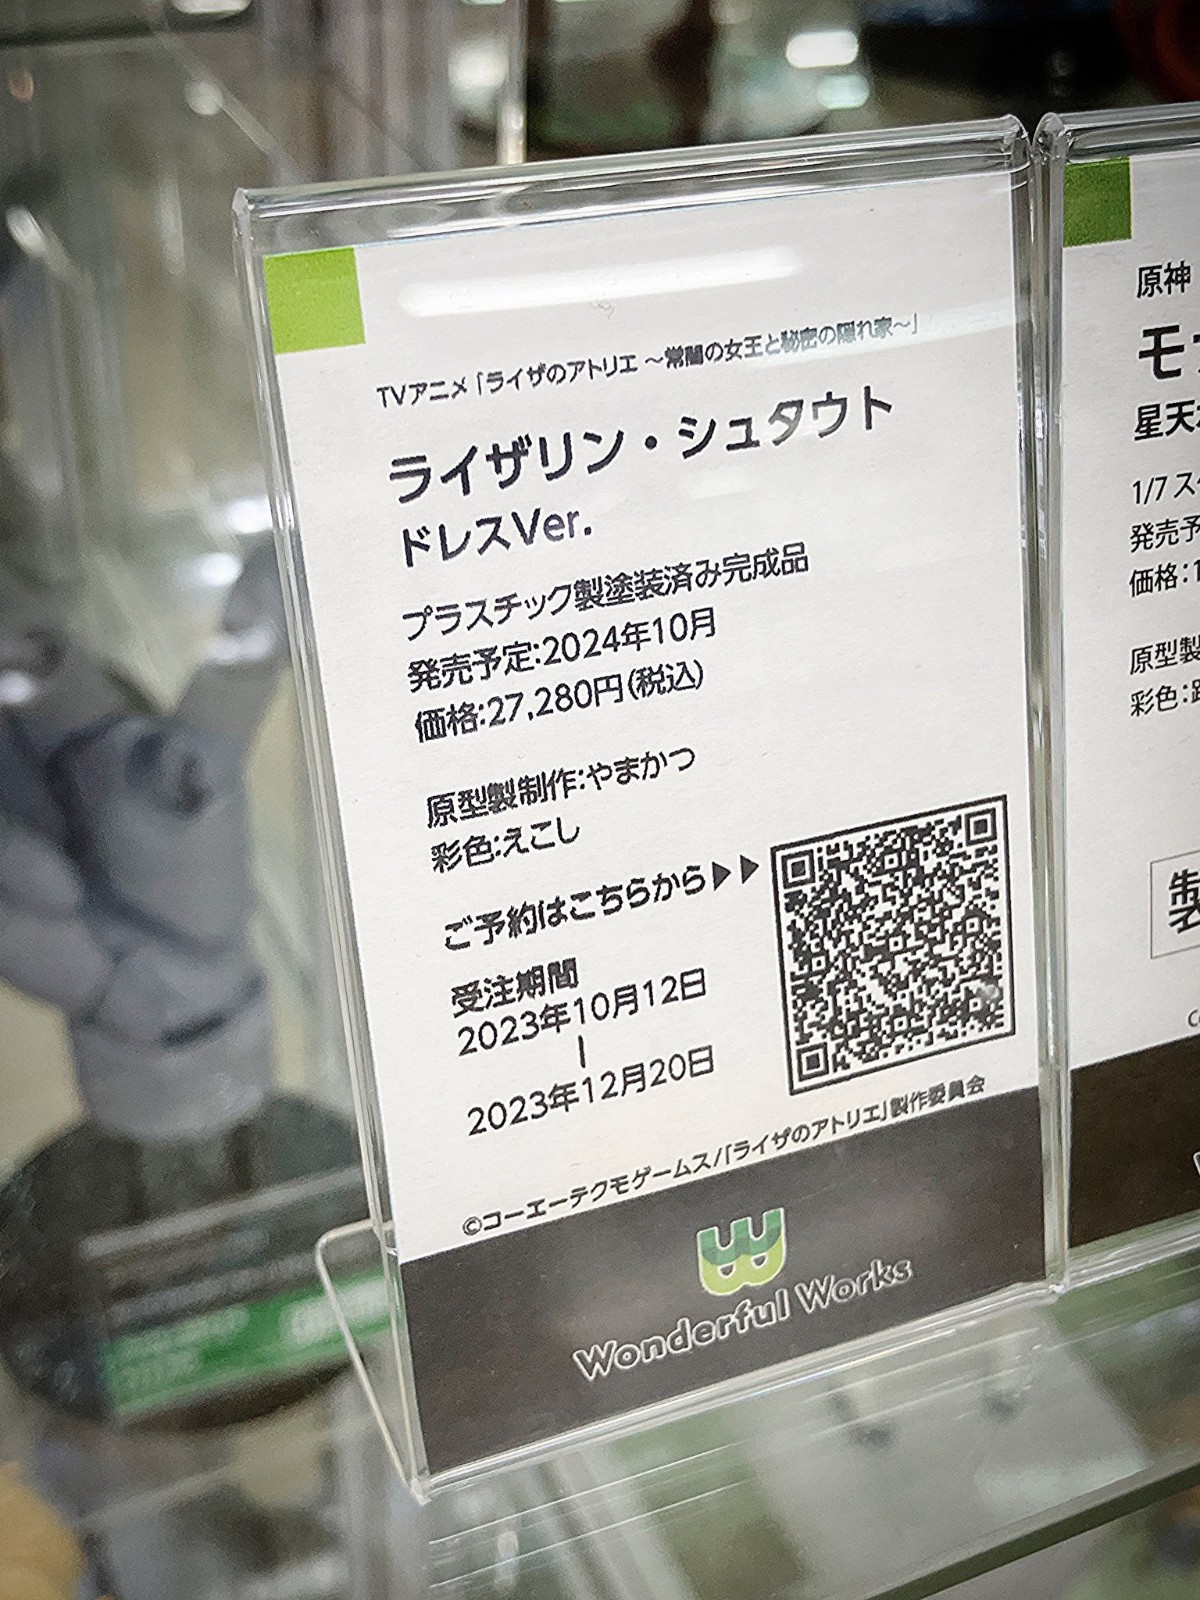 TVアニメ「ライザのアトリエ ～常闇の女王と秘密の隠れ家～」
ライザリン・シュタウト
ドレスVer.
プラスチック製塗装済み完成品
発売予定:2024年10月
価格:27,280円(税込)
原型製制作:やまかつ
彩色:えこし
ご予約はこちらから▶▶
受注期間
2023年10月12日
|
2023年12月20日
©コーエーテクモゲームス/「ライザのアトリエ」製作委員会
W
Wonderful Works
原神
モ
星天
1/7 ス
発売予
価格:1
原型製
彩色:
製